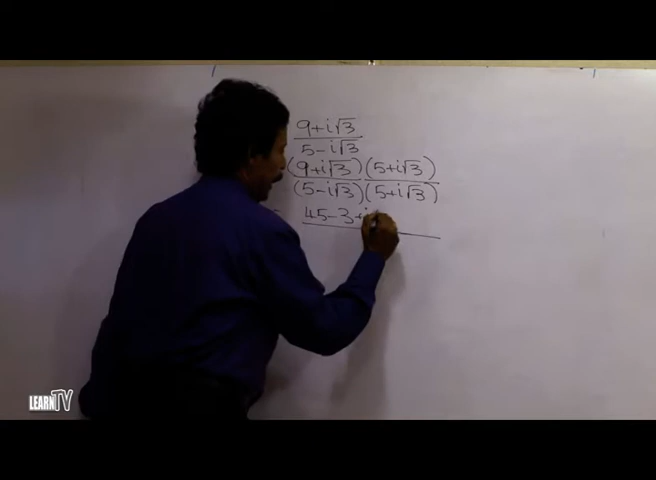 9+i√3
5-i√3
(9+i√3)(5+i√3)
(5-i√3)(5+i√3)
45-3+i
LEARN TV